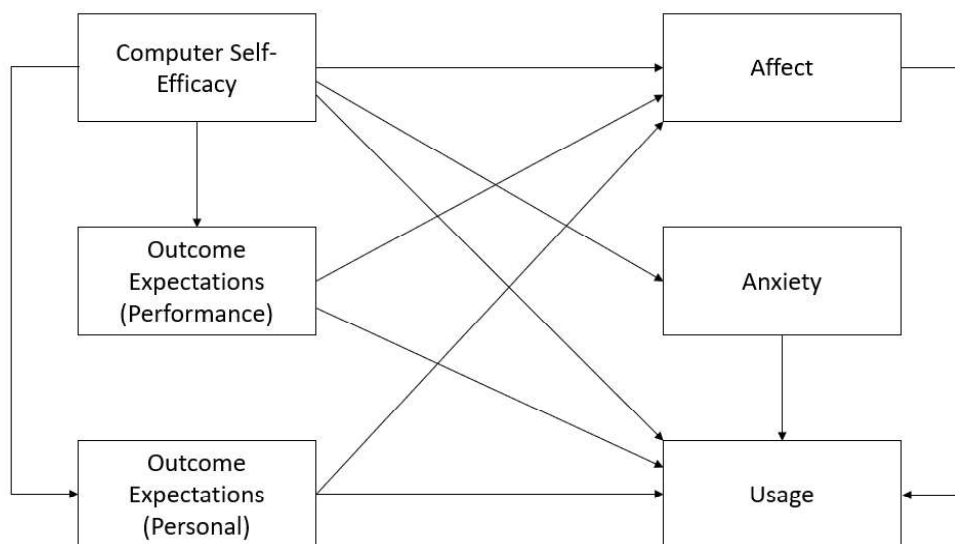 Computer Self-
Efficacy
Affect
Outcome
Expectations
(Performance)
Anxiety
Outcome
Expectations
(Personal)
Usage